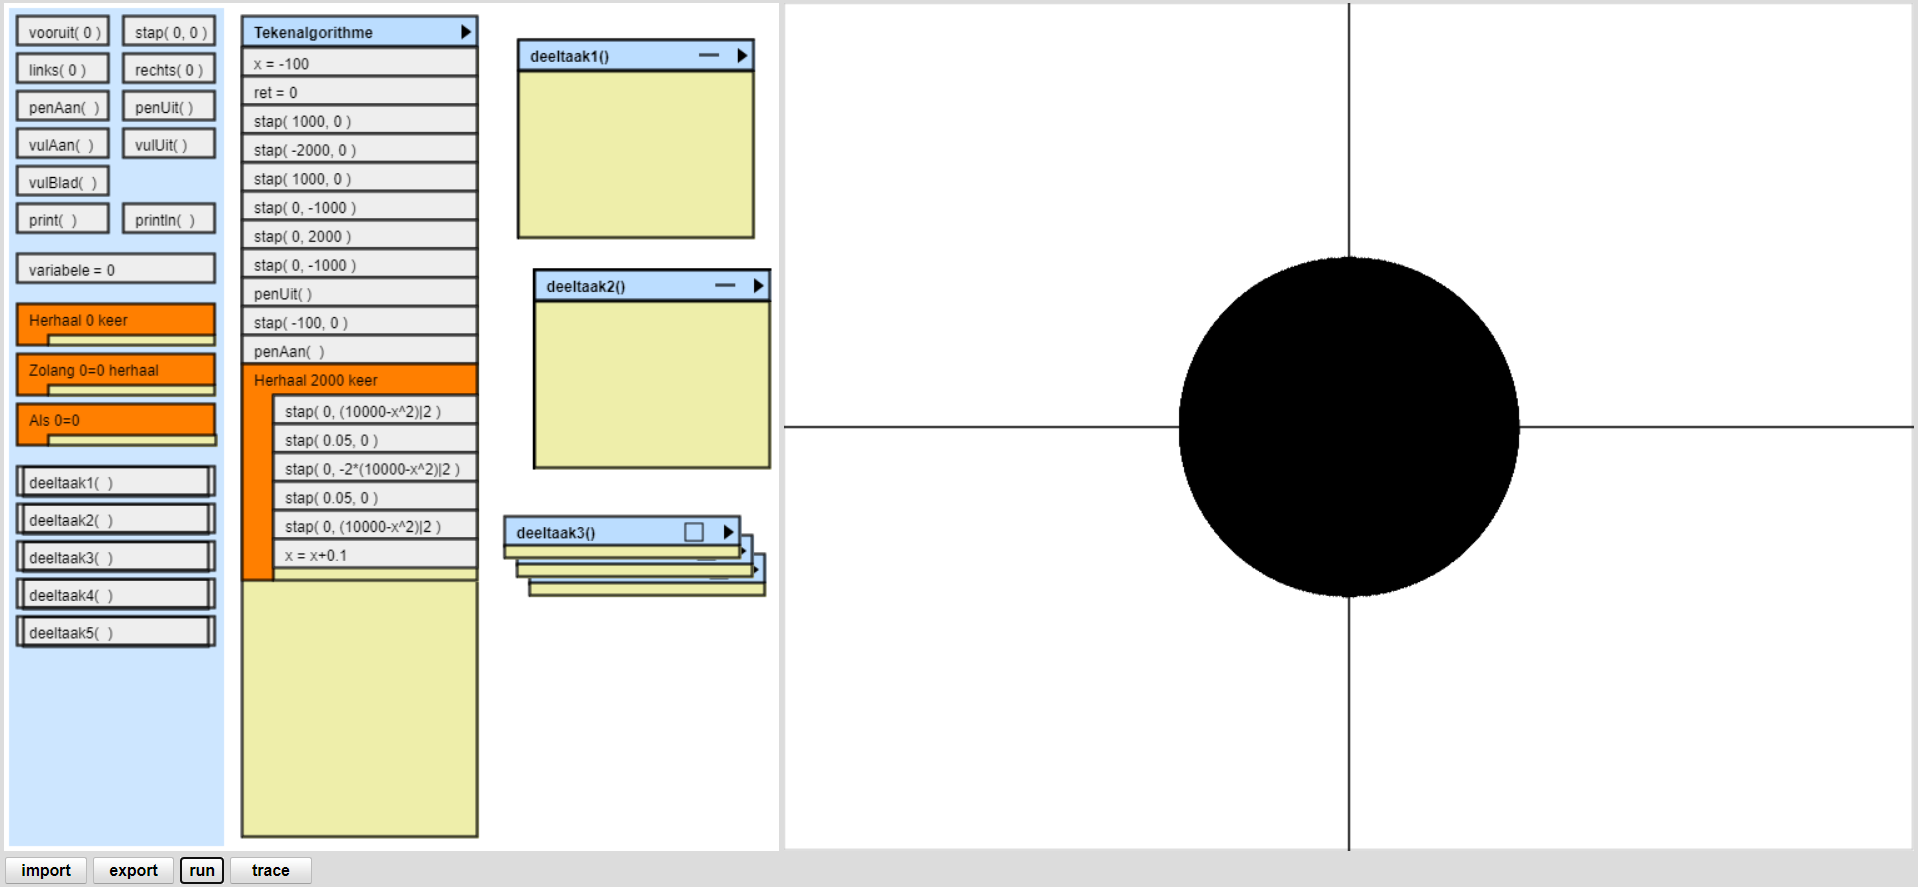 vooruit( 0 )
stap( 0, 0 )
links( 0 )
rechts( 0 )
penAan(  )
penUit( )
vulAan(  )
vulUit( )
vulBlad(  )
print(  )
println(  )
variabele = 0
Herhaal 0 keer
Zolang 0=0 herhaal
Als 0=0
deeltaak1(  )
deeltaak2(  )
deeltaak3(  )
deeltaak4(  )
deeltaak5(  )
Tekenalgorithme
x = -100
ret = 0
stap( 1000, 0 )
stap( -2000, 0 )
stap( 1000, 0 )
stap( 0, -1000 )
stap( 0, 2000 )
stap( 0, -1000 )
penUit( )
stap( -100, 0 )
penAan(  )
Herhaal 2000 keer
stap( 0, (10000-x^2)|2 )
stap( 0.05, 0 )
stap( 0, -2*(10000-x^2)|2 )
stap( 0.05, 0 )
stap( 0, (10000-x^2)|2 )
x = x+0.1
deeltaak1()
deeltaak2()
deeltaak3()
import
export
run
trace